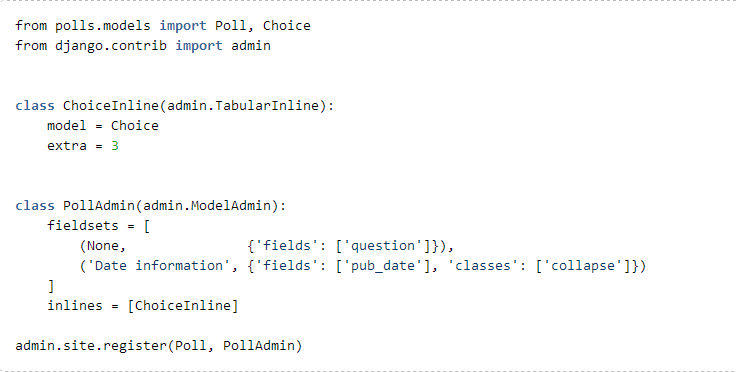 from polls.models import Poll, Choice
from django.contrib import admin
class ChoiceInline(admin.TabularInline):
    model = Choice
    extra = 3
class PollAdmin(admin.ModelAdmin):
    fieldsets = [
        (None,               {'fields': ['question']}),
        ('Date information', {'fields': ['pub_date'], 'classes': ['collapse']})
    ]
    inlines = [ChoiceInline]
admin.site.register(Poll, PollAdmin)